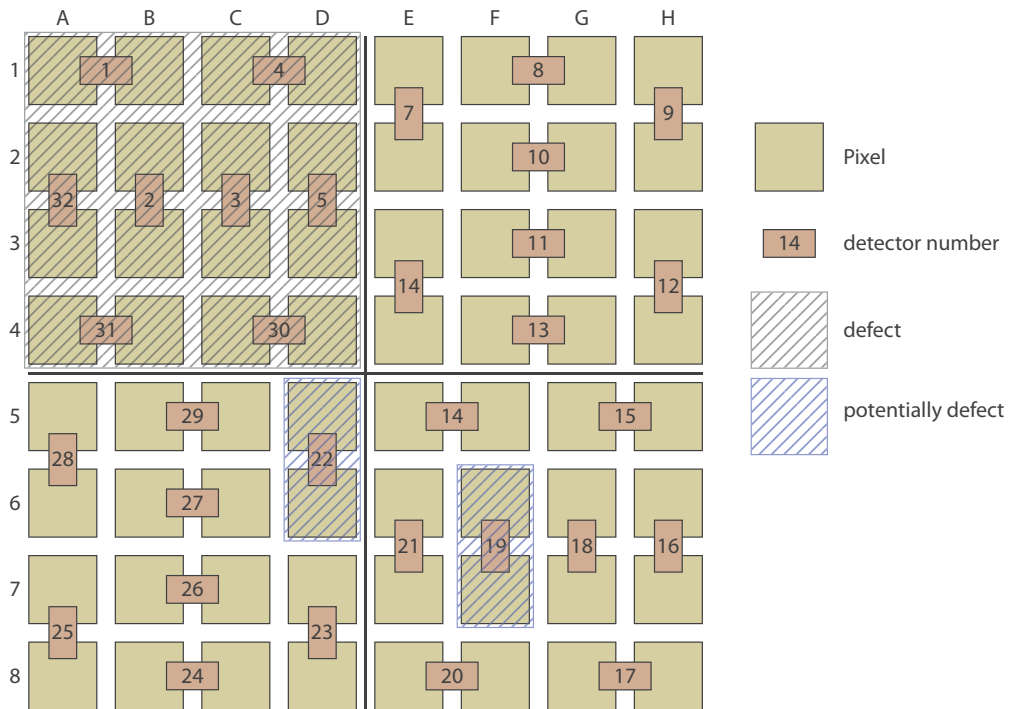 A B C D E F G H
1 1 4 8
7 9
2 10 Pixel
32 2 3 5
3 11 14 detector number
14 12
4 31 30 13 defect
5 29 14 15 potentially defect
28 22
6 27
21 19 18 16
7 26
25 23
8 24 20 17